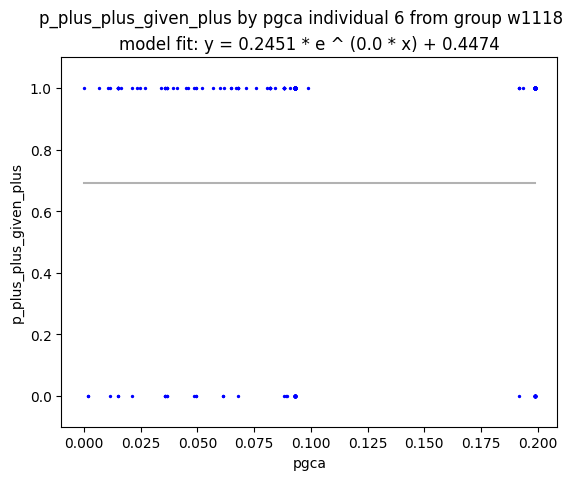 p_plus_plus_given_plus by pgca individual 6 from group w1118
model fit: y = 0.2451 * e ^ (0.0 * x) + 0.4474
p_plus_plus_given_plus
1.0
0.8
0.6
0.4
0.2
0.0
0.000 0.025 0.050 0.075 0.100 0.125 0.150 0.175 0.200
pgca